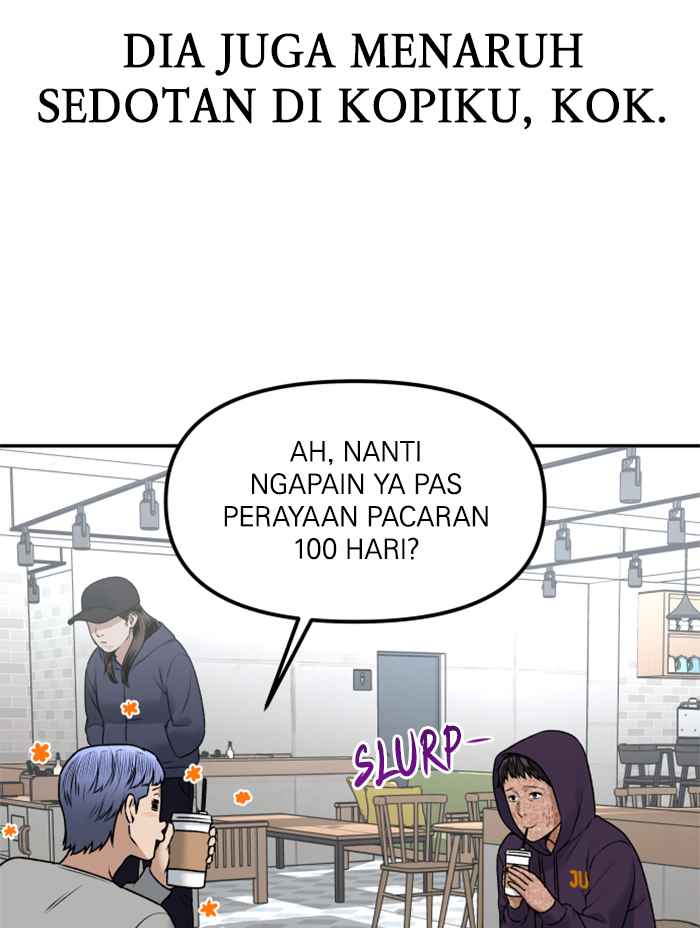 DIA JUGA MENARUH
SEDOTAN DI KOPIKU, KOK.
AH, NANTI
NGAPAIN YA PAS
PERAYAAN PACARAN
100 HARI?
SLURP-
JU